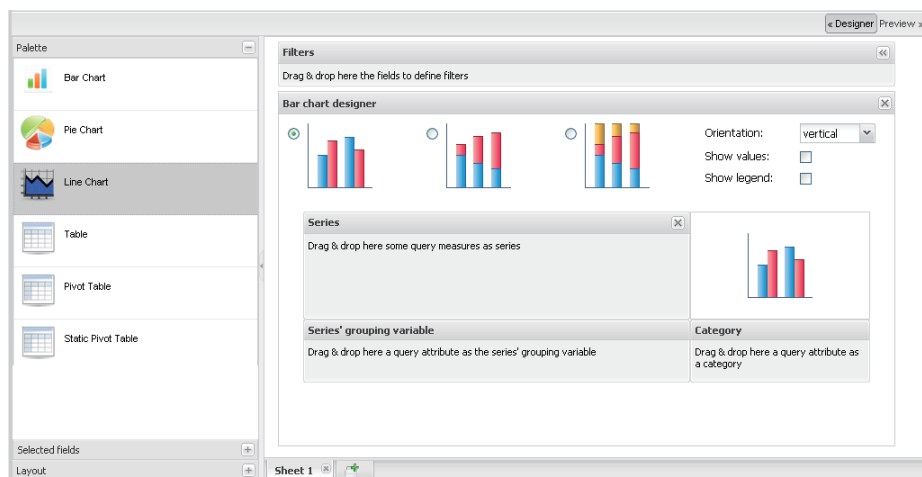 « Designer Preview »
Palette
Bar Chart
Pie Chart
Line Chart
Table
Pivot Table
Static Pivot Table
Selected fields
Layout
Filters
Drag & drop here the fields to define filters
Bar chart designer
Orientation: vertical
Show values:
Show legend:
Series
Drag & drop here some query measures as series
Series' grouping variable
Drag & drop here a query attribute as the series' grouping variable
Category
Drag & drop here a query attribute as
a category
Sheet 1